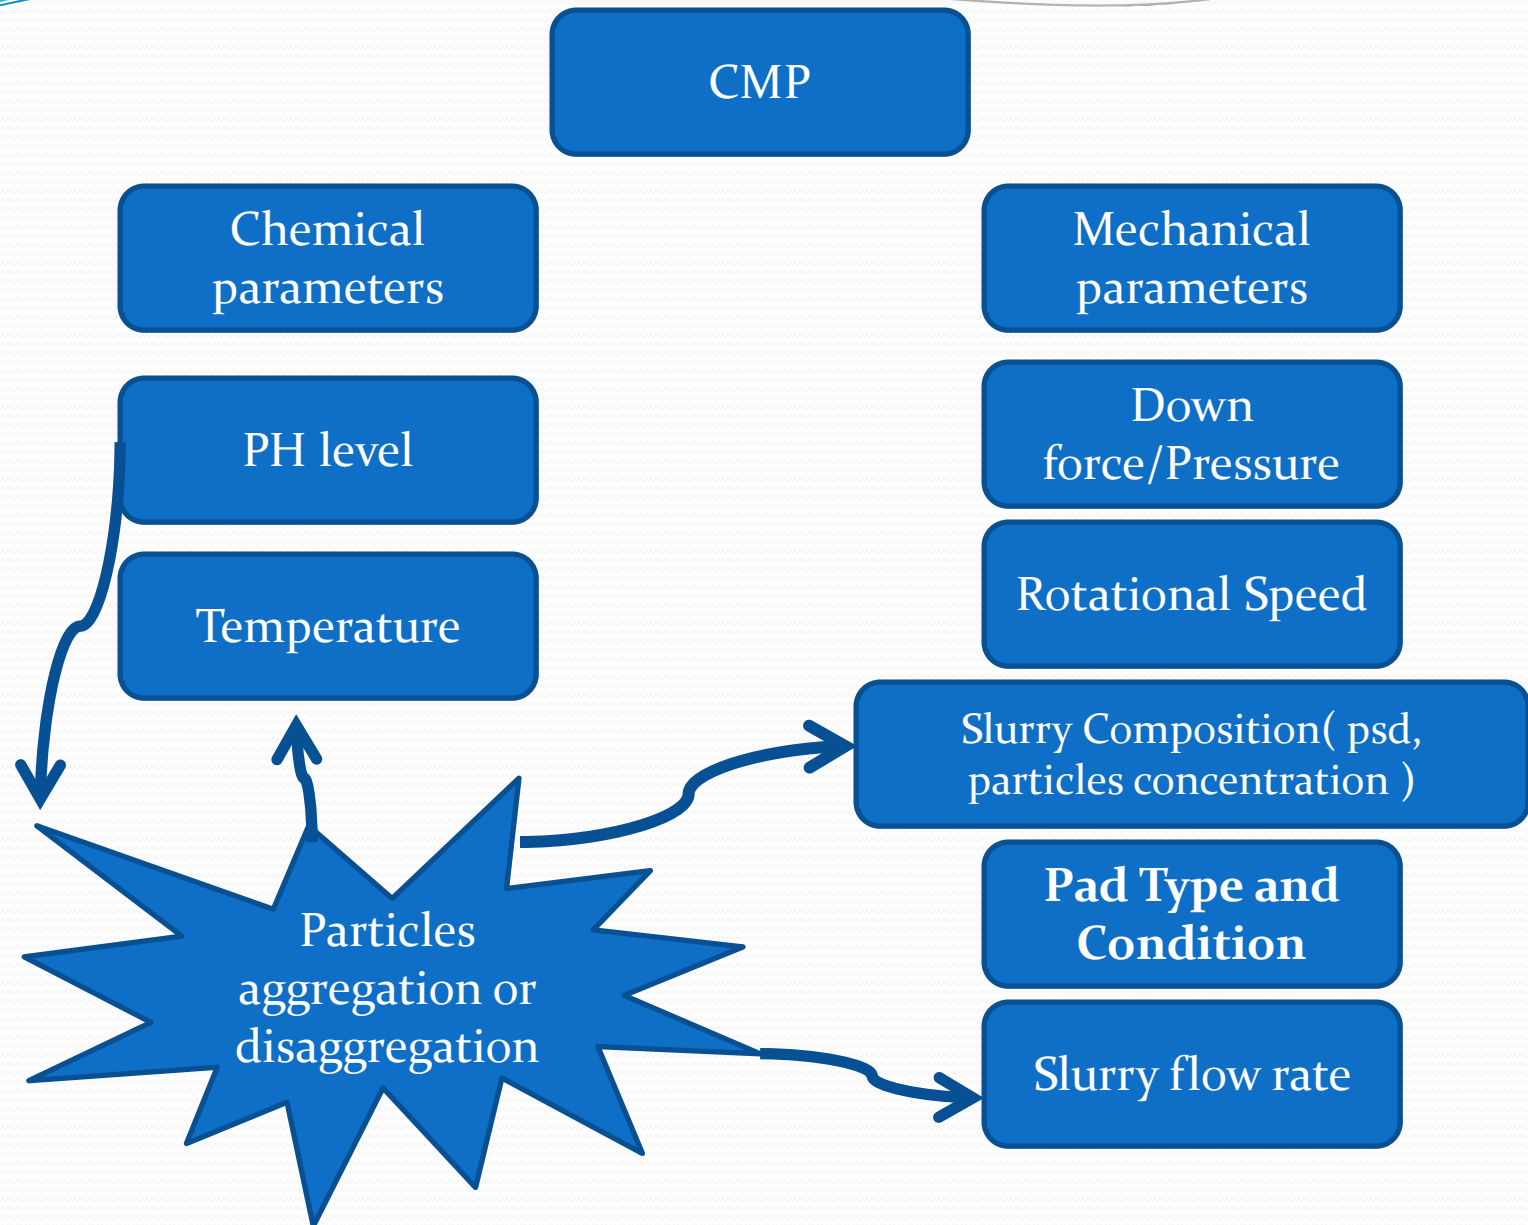 CMP
Chemical
parameters
Mechanical
parameters
PH level
Down
force/Pressure
Temperature
Rotational Speed
Slurry Composition( psd,
particles concentration )
Particles
aggregation or
disaggregation
Pad Type and
Condition
Slurry flow rate